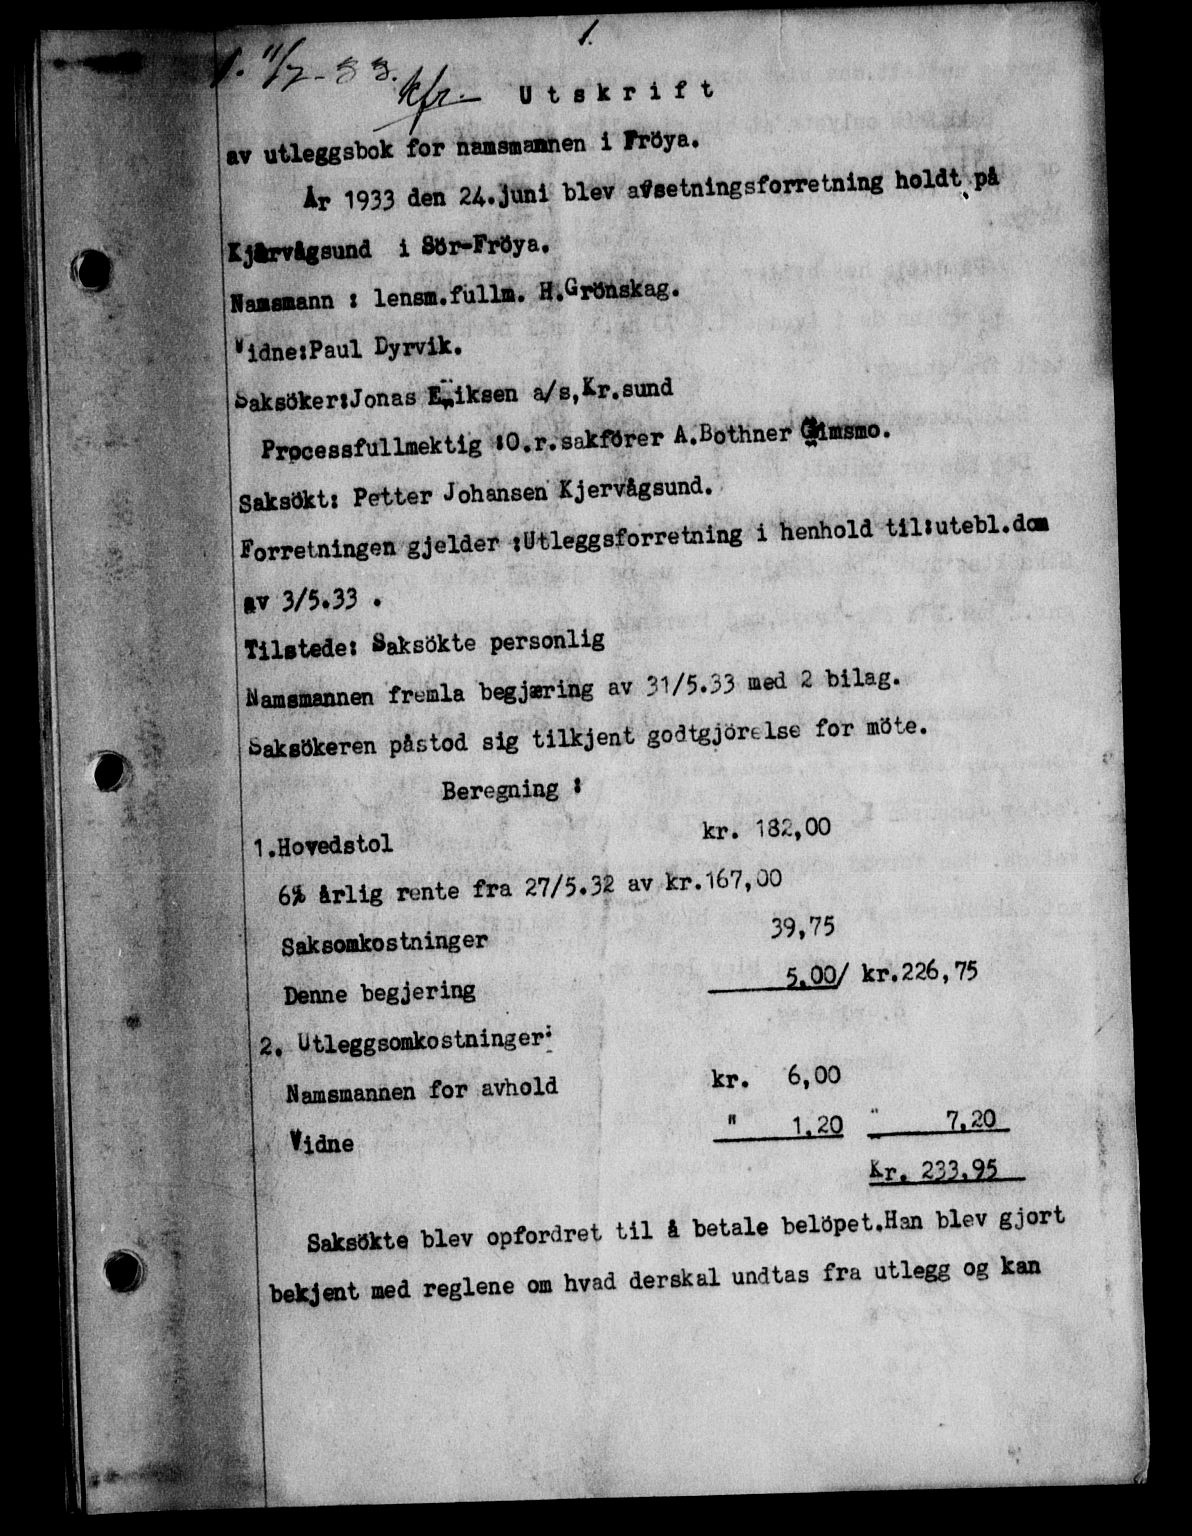 1.
1. 11/7-33.
kfr.
Utskrift
av utleggsbok for namsmannen i Fröya.
År 1933 den 24.juni blev avsetningsforretning holdt på
Kjervågsund i Sör-Fröya.
Namsmann : lensm.fullm. H.Grönskag.
Vidne:Paul Dyrvik.
Saksöker:Jonas Eriksen a/s,Kr.sund
Processfullmektig :O.r.sakförer A.Bothner Gimsmo.
Saksökt: Petter Johansen Kjervågsund.
Forretningen gjelder :Utleggsforretning i henhold til:utebl.dom
av 3/5.33 .
Tilstede: Saksökte personlig
Namsmannen fremla begjæring av 31/5.33 med 2 bilag.
Saksökeren påstod sig tilkjent godtgjörelse for möte.
Beregning :
1.Hovedstol kr. 182,00
6% årlig rente fra 27/5.32 av kr.167,00
Saksomkostninger 39,75
Denne begjering 5,00/ kr.226,75
2. Utleggsomkostninger:
Namsmannen for avhold kr. 6,00
Vidne " 1,20 " 7,20
Kr. 233,95
Saksökte blev opfordret til å betale belöpet.Han blev gjort
bekjent med reglene om hvad derskal undtas fra utlegg og kan